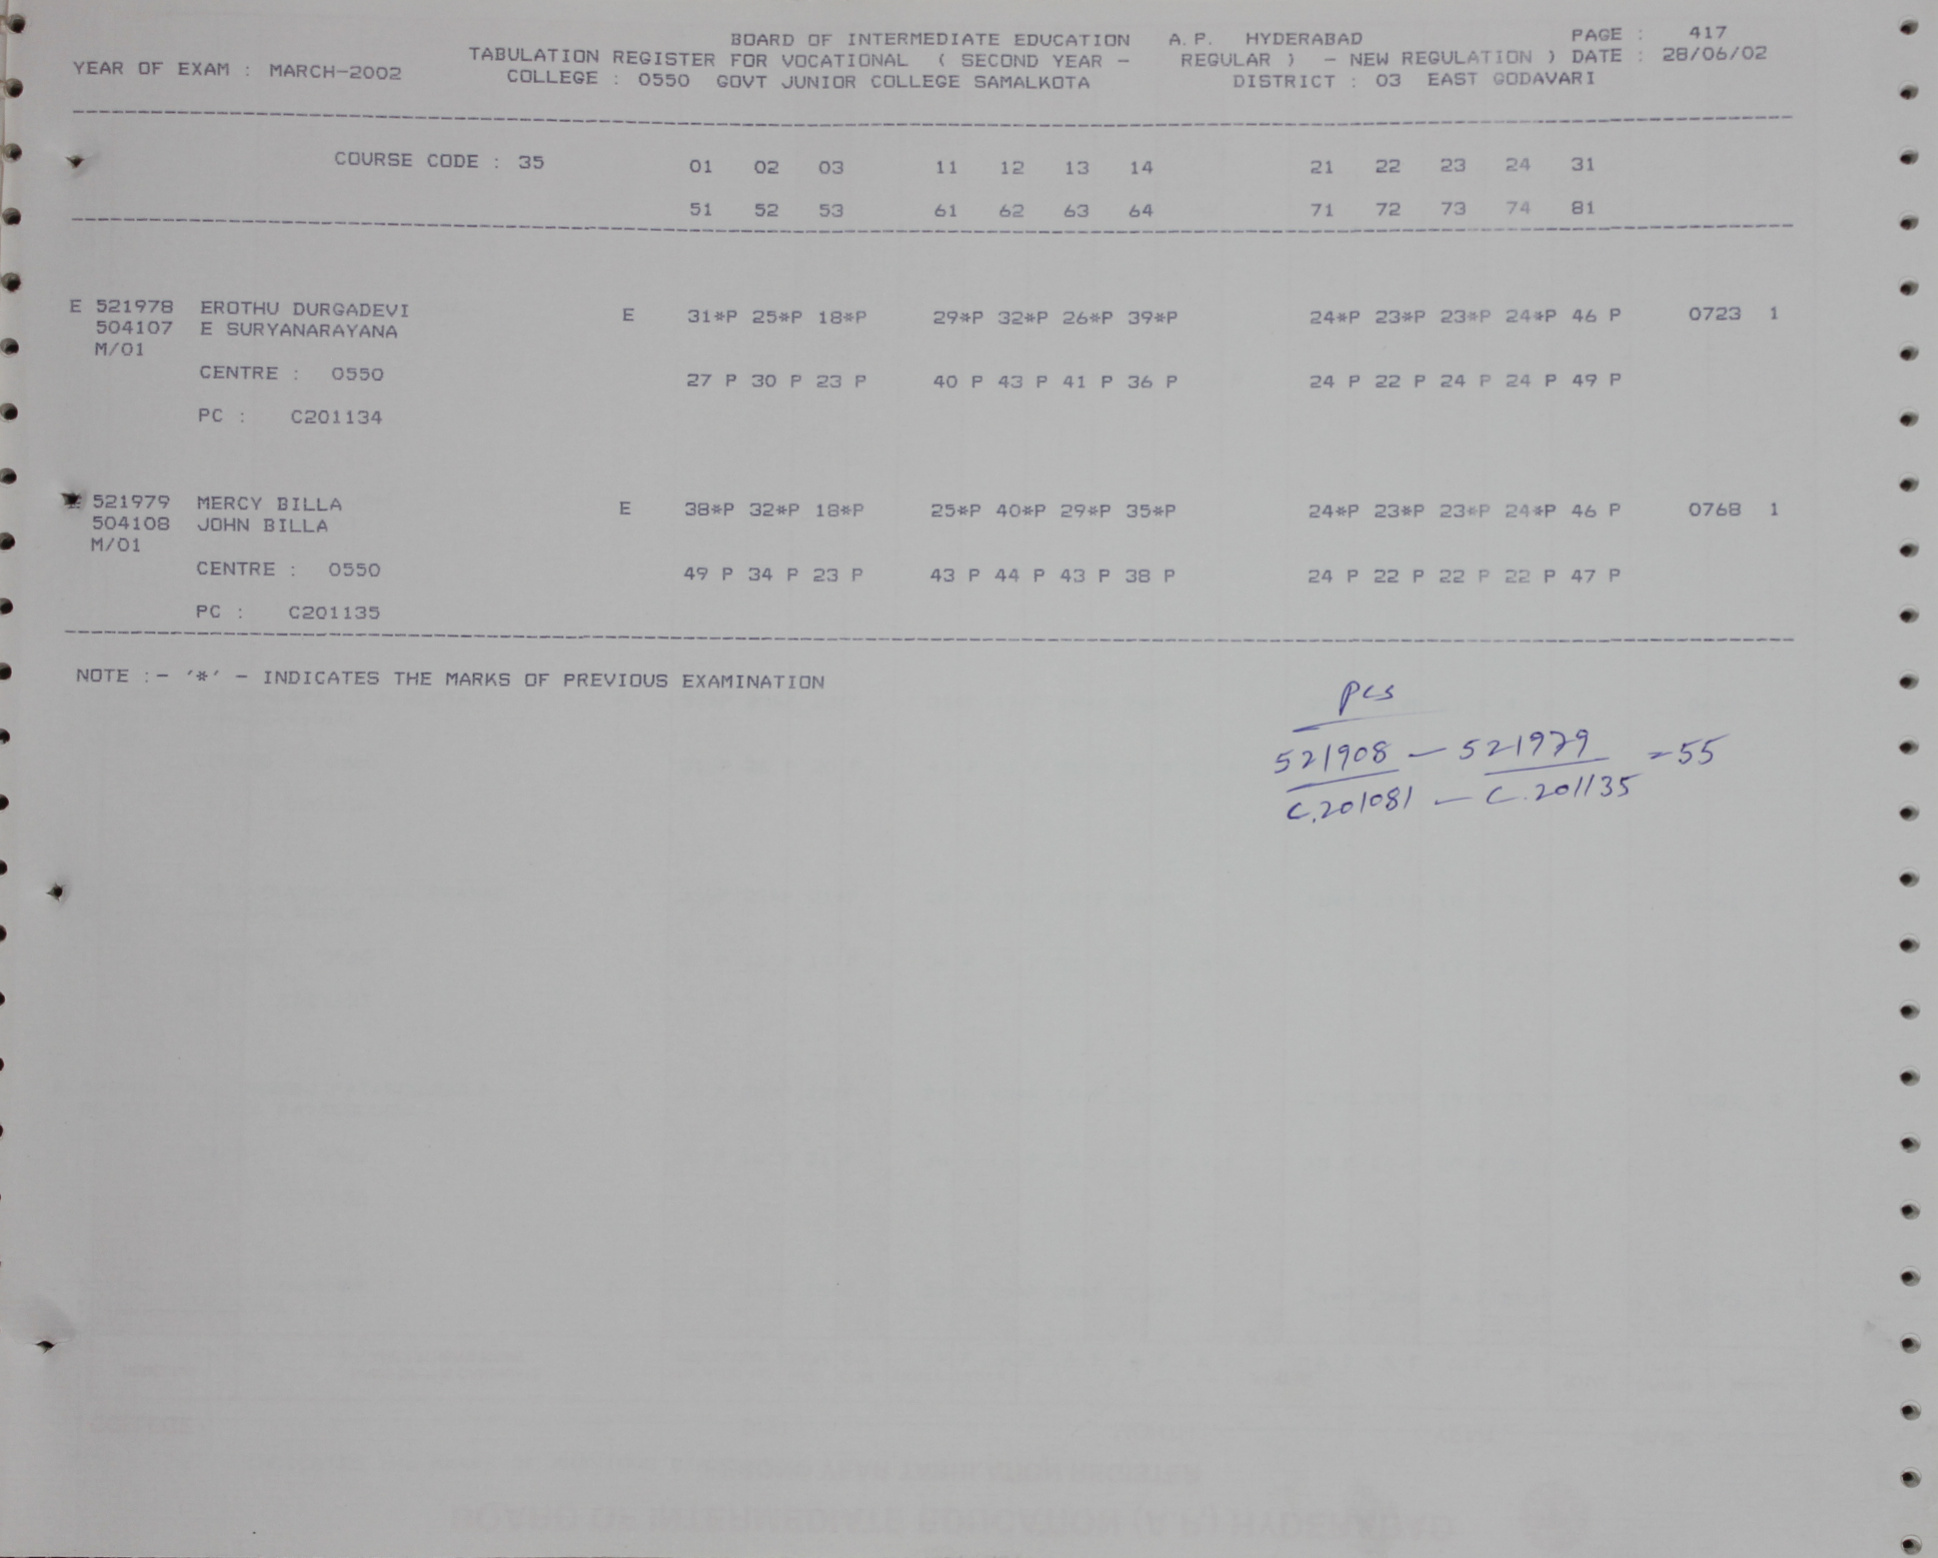 BOARD OF INTERMEDIATE EDUCATION A.P. HYDERABAD PAGE : 417
YEAR OF EXAM : MARCH-2002 TABULATION REGISTER FOR VOCATIONAL ( SECOND YEAR - REGULAR ) - NEW REGULATION ) DATE : 28/06/02
COLLEGE : 0550 GOVT JUNIOR COLLEGE SAMALKOTA DISTRICT : 03 EAST GODAVARI
COURSE CODE : 35 01 02 03 11 12 13 14 21 22 23 24 31
51 52 53 61 62 63 64 71 72 73 74 81
E 521978 EROTHU DURGADEVI E 31*P 25*P 18*P 29*P 32*P 26*P 39*P 24*P 23*P 23*P 24*P 46 P 0723 1
504107 E SURYANARAYANA
M/01
CENTRE : 0550 27 P 30 P 23 P 40 P 43 P 41 P 36 P 24 P 22 P 24 P 24 P 49 P
PC : C201134
521979 MERCY BILLA E 38*P 32*P 18*P 25*P 40*P 29*P 35*P 24*P 23*P 23*P 24*P 46 P 0768 1
504108 JOHN BILLA
M/01
CENTRE : 0550 49 P 34 P 23 P 43 P 44 P 43 P 38 P 24 P 22 P 22 P 22 P 47 P
PC : C201135
NOTE :- '*' - INDICATES THE MARKS OF PREVIOUS EXAMINATION
pcs
521908 - 521979 = 55
C.201081 - C.201135